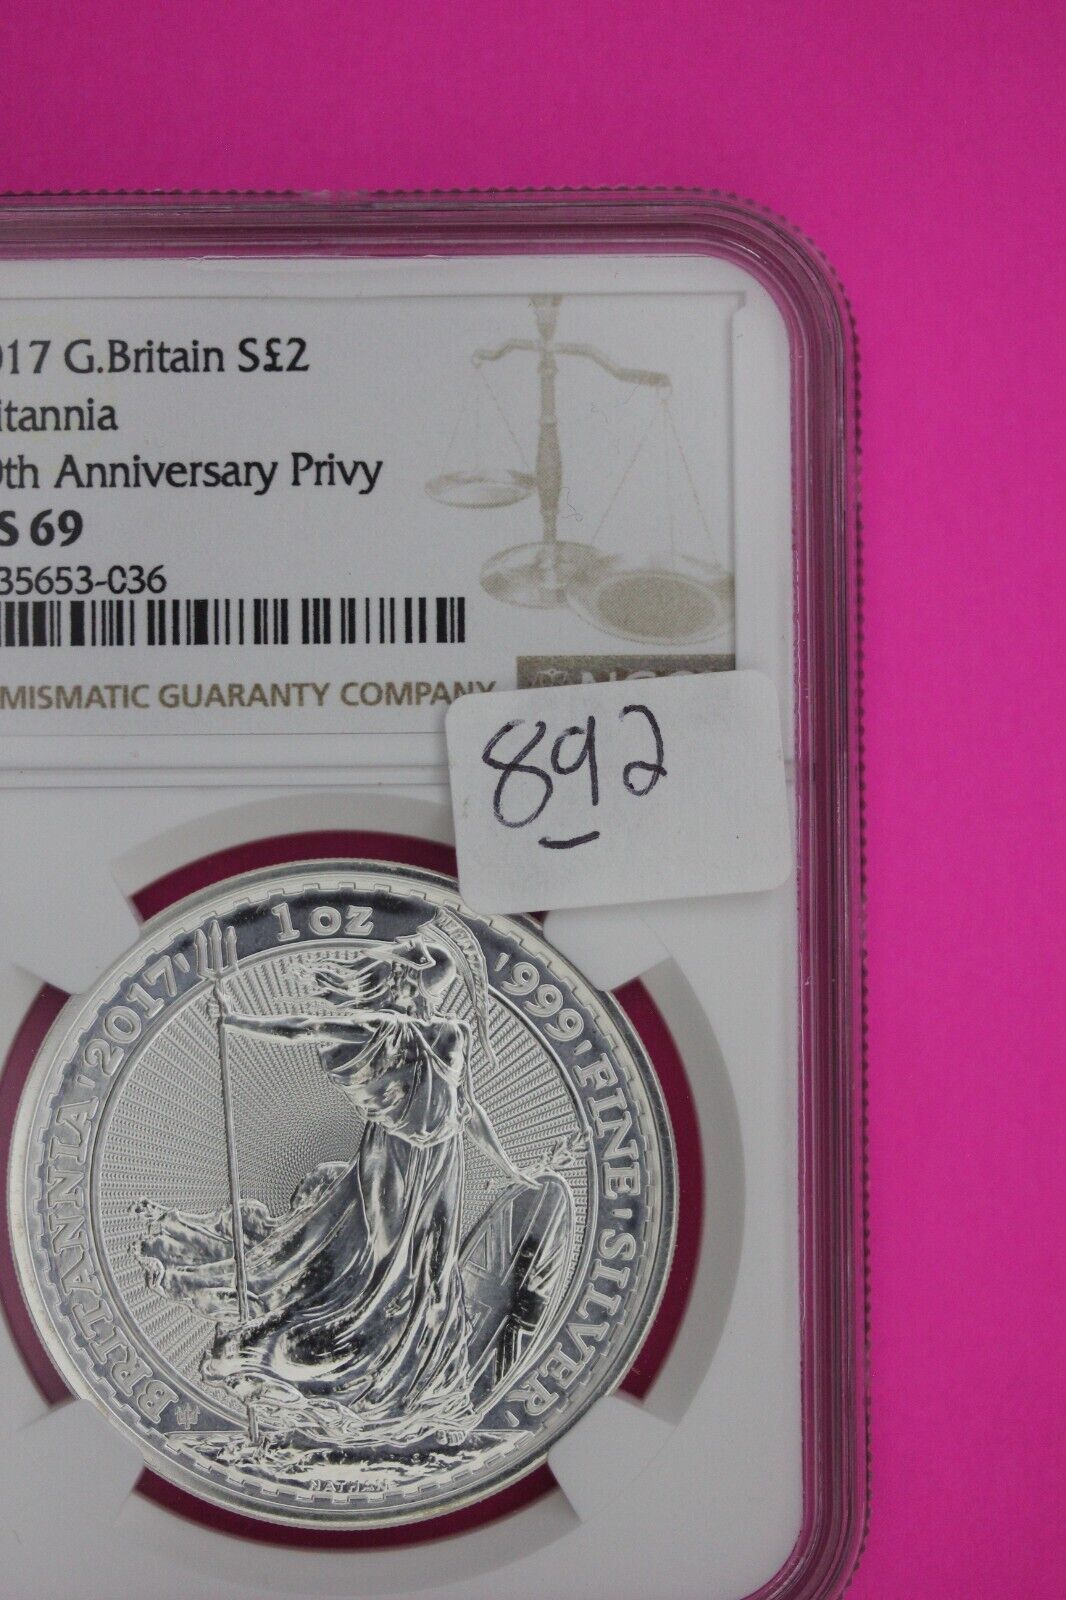 017 G.Britain S£2
itannia
0th Anniversary Privy
S 69
35653-036
MISMATIC GUARANTY COMPANY
892
BRITANNIA '2017' 1 OZ '999' FINE 'SILVER'
NATHAN